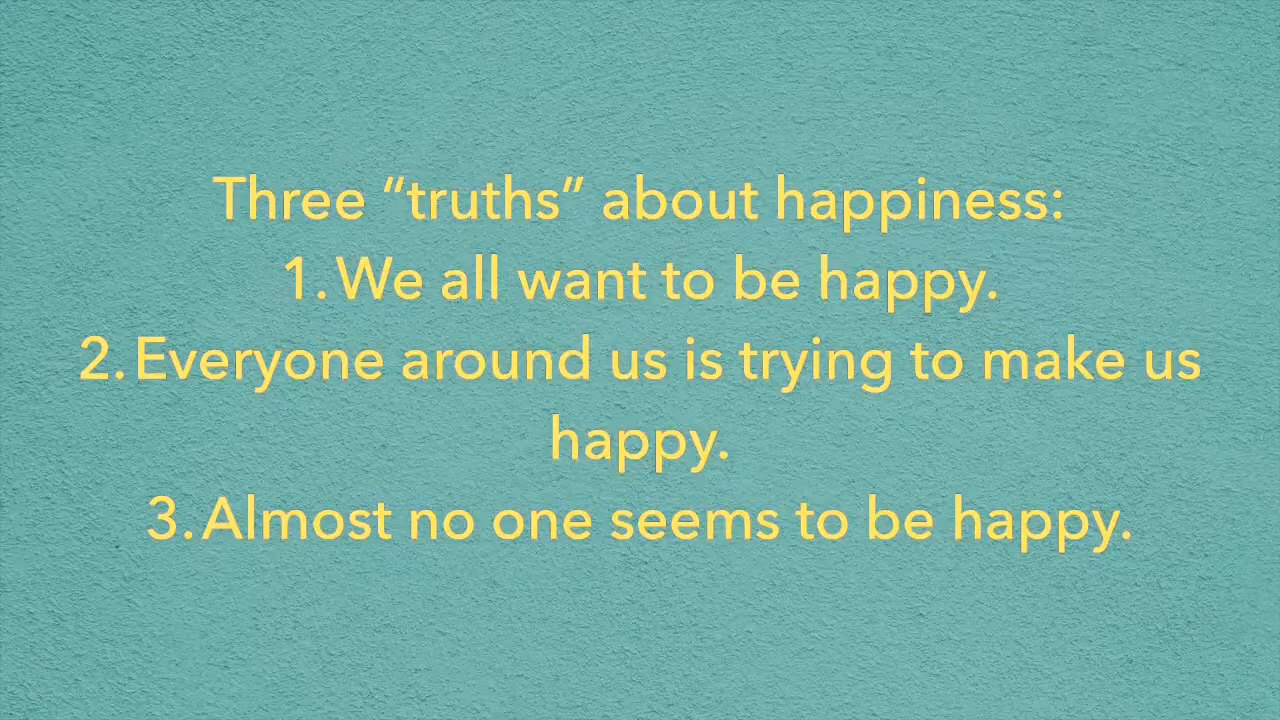 Three “truths” about happiness:
1. We all want to be happy.
2. Everyone around us is trying to make us
happy.
3. Almost no one seems to be happy.